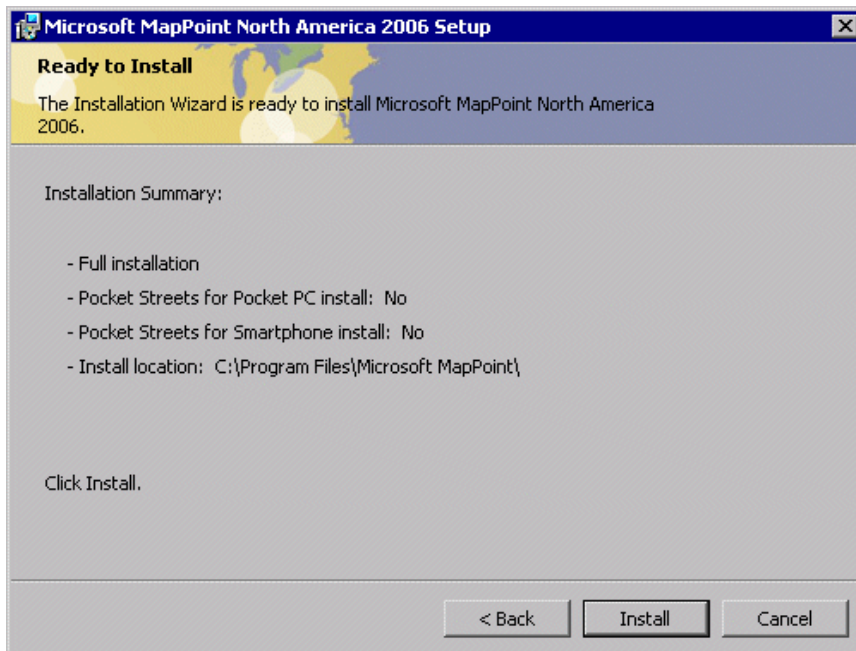 Microsoft MapPoint North America 2006 Setup
Ready to Install
The Installation Wizard is ready to install Microsoft MapPoint North America
2006.
Installation Summary:
- Full installation
- Pocket Streets for Pocket PC install: No
- Pocket Streets for Smartphone install: No
- Install location: C:\Program Files\Microsoft MapPoint\
Click Install.
< Back Install Cancel